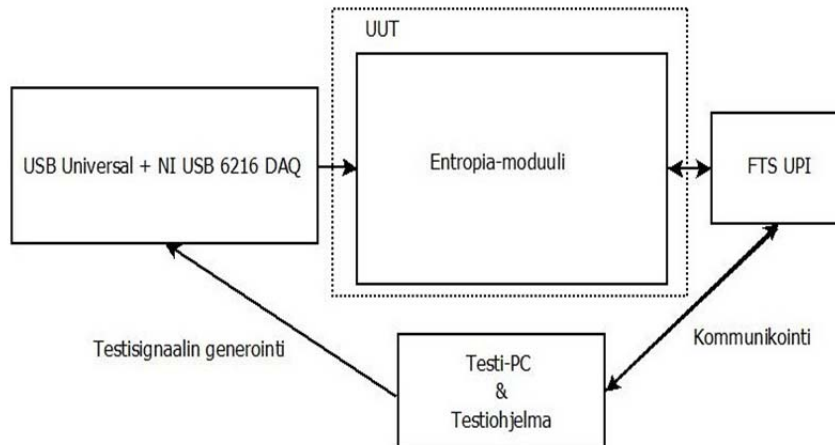 UUT
USB Universal + NI USB 6216 DAQ
Entropia-moduuli
FTS UPI
Testisignaalin generointi
Kommunikointi
Testi-PC
&
Testiohjelma